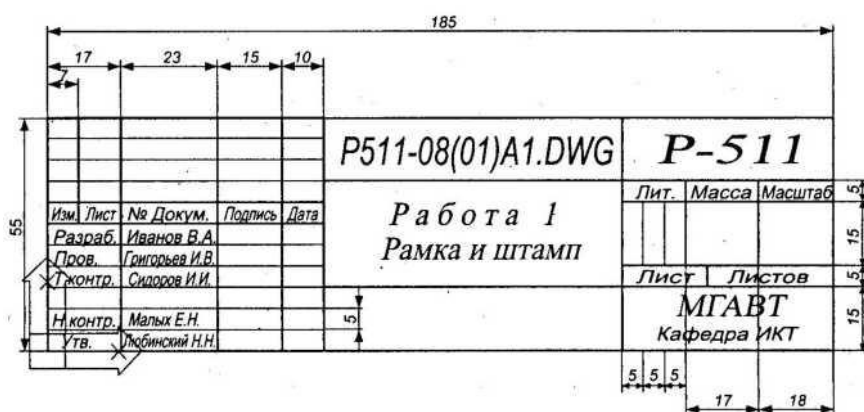 185
17 23 15 10
7
P511-08(01)A1.DWG
P-511
Лит. Масса Масштаб
5
Изм. Лист № Докум. Подпись Дата
Работа 1
55
15
Разраб. Иванов В.А.
Рамка и штамп
Пров. Григорьев И.В.
Т.контр. Сидоров И.И.
Лист Листов
5
МГАВТ
Н.контр. Малых Е.Н.
5
15
Кафедра ИКТ
Утв. Любинский Н.Н.
5 5 5
17 18